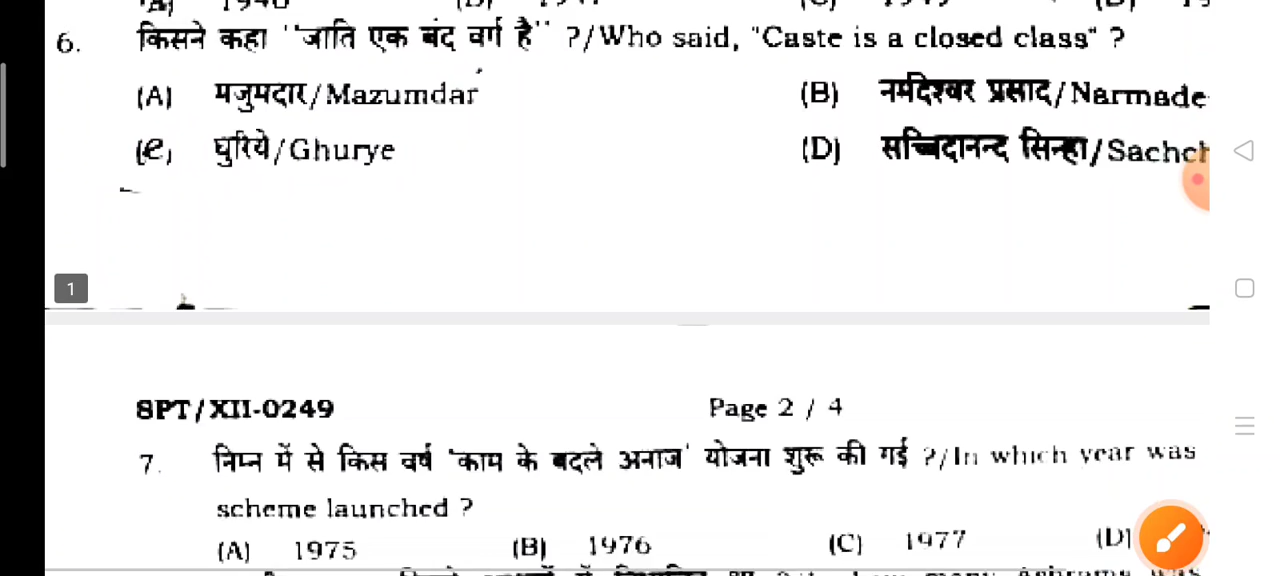 6. किसने कहा "जाति एक बंद वर्ग है" ?/Who said, "Caste is a closed class" ?
(A) मजुमदार/Mazumdar (B) नर्मदेश्वर प्रसाद/Narmade
(C) घुरिये/Ghurye (D) सच्चिदानन्द सिन्हा/Sachch
1
SPT/XII-0249 Page 2 / 4
7. निम्न में से किस वर्ष 'काम के बदले अनाज' योजना शुरू की गई ?/In which year was
scheme launched ?
(A) 1975 (B) 1976 (C) 1977 (D)